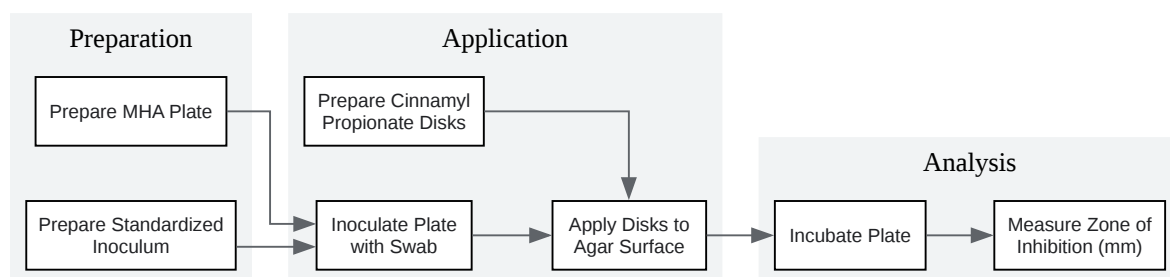 Preparation
Prepare MHA Plate
Prepare Standardized
Inoculum
Application
Prepare Cinnamyl
Propionate Disks
Inoculate Plate
with Swab
Apply Disks to
Agar Surface
Analysis
Incubate Plate
Measure Zone of
Inhibition (mm)